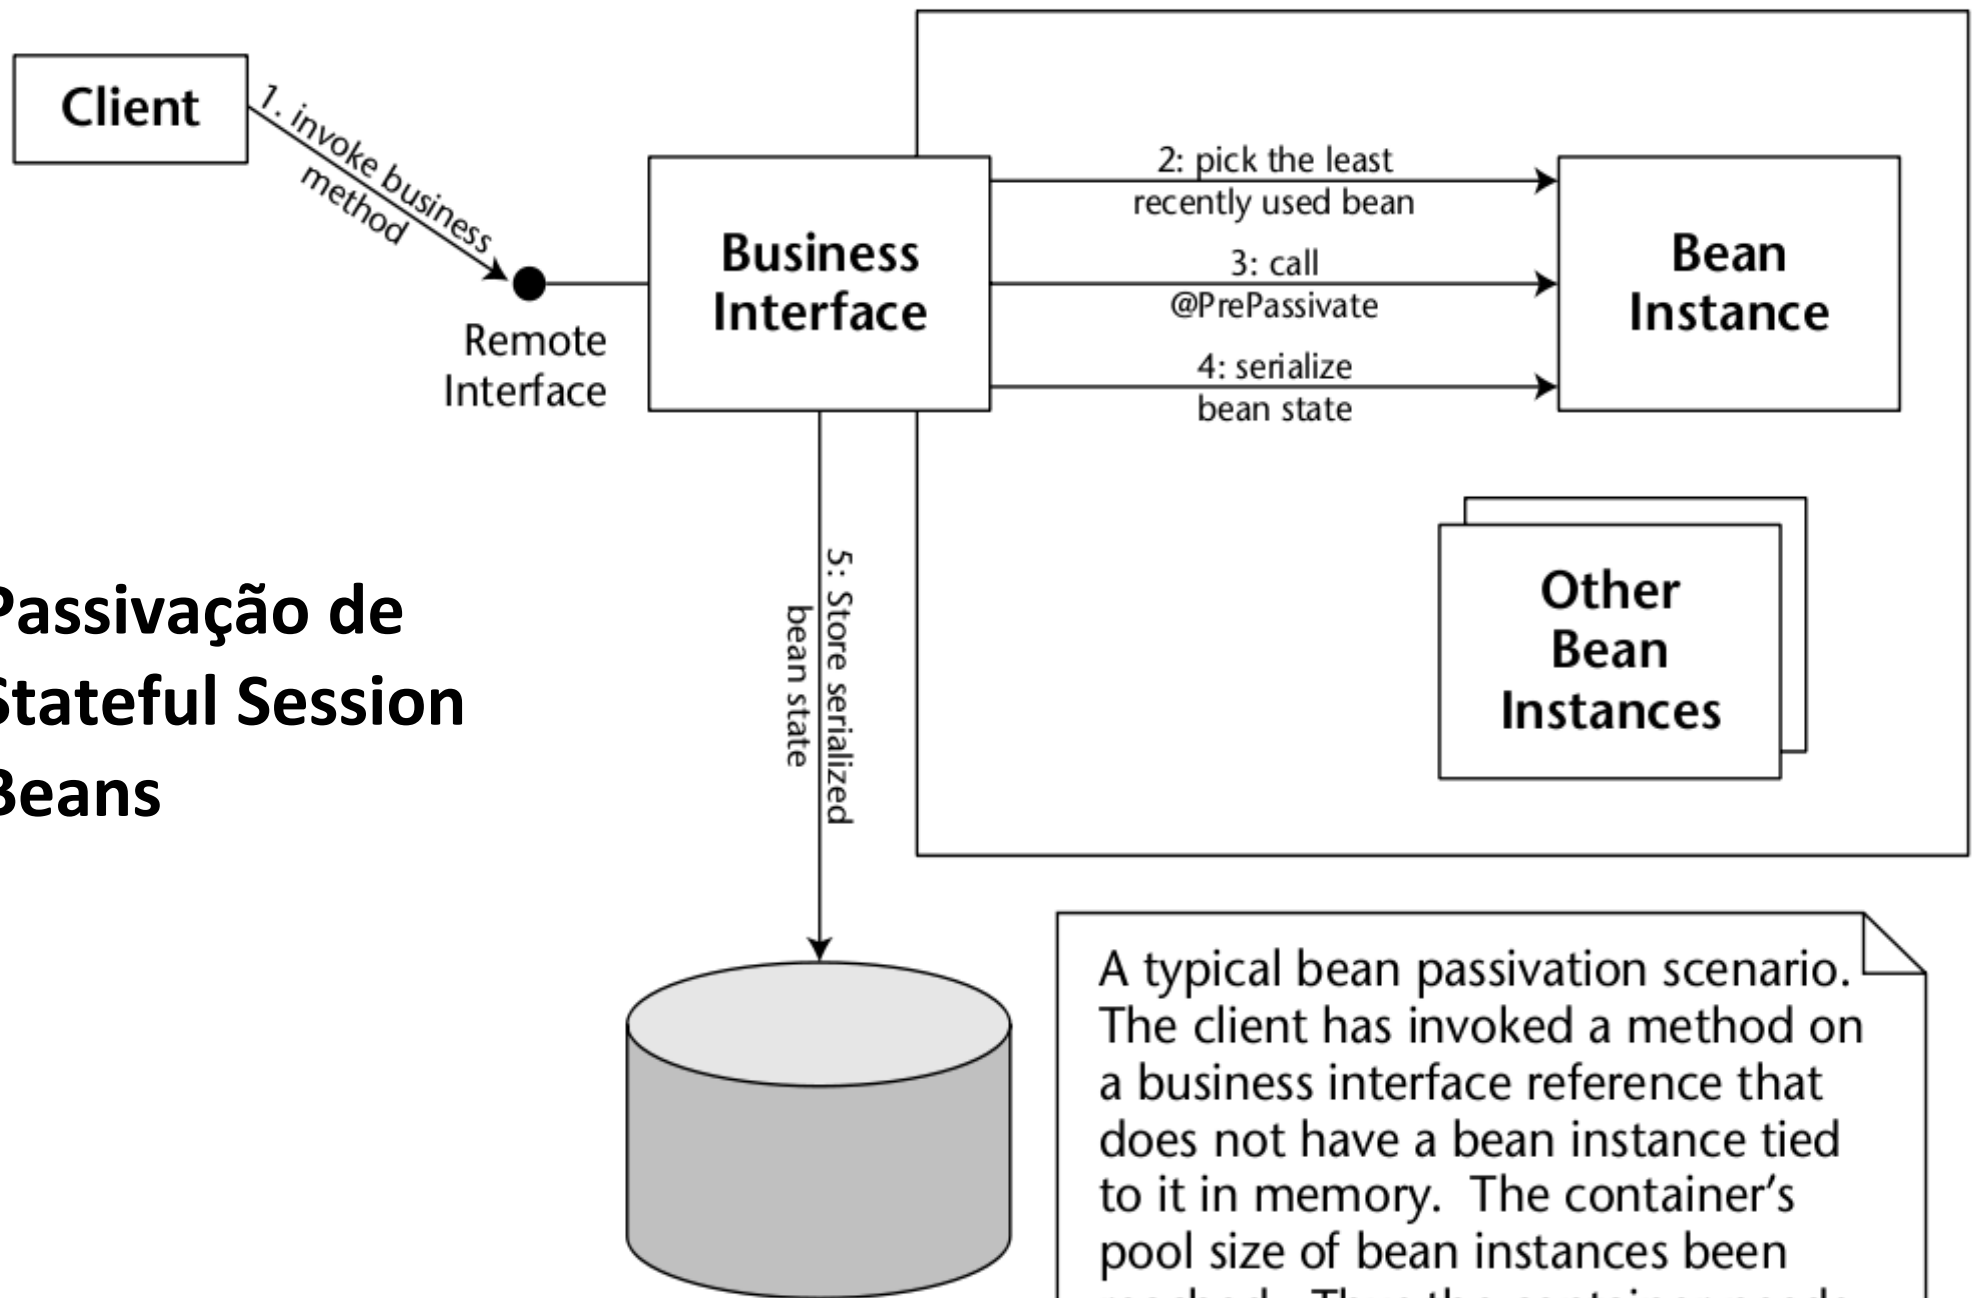 Client
1. invoke business
method
Remote
Interface
Business
Interface
2: pick the least
recently used bean
3: call
@PrePassivate
4: serialize
bean state
Bean
Instance
Other
Bean
Instances
5: Store serialized
bean state
Passivação de
Stateful Session
Beans
A typical bean passivation scenario.
The client has invoked a method on
a business interface reference that
does not have a bean instance tied
to it in memory. The container's
pool size of bean instances been